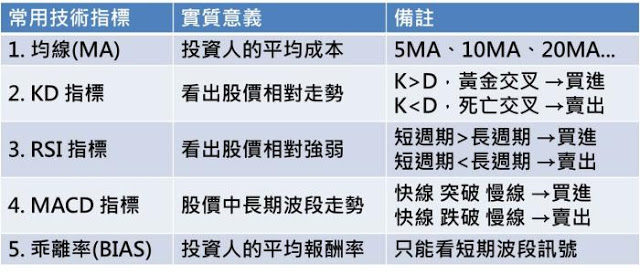 常用技術指標 實質意義 備註
1. 均線(MA) 投資人的平均成本 5MA、10MA、20MA...
2. KD 指標 看出股價相對走勢 K>D，黃金交叉 →買進
K<D，死亡交叉 →賣出
3. RSI 指標 看出股價相對強弱 短週期>長週期 →買進
短週期<長週期 →賣出
4. MACD 指標 股價中長期波段走勢 快線 突破 慢線 →買進
快線 跌破 慢線 →賣出
5. 乖離率(BIAS) 投資人的平均報酬率 只能看短期波段訊號